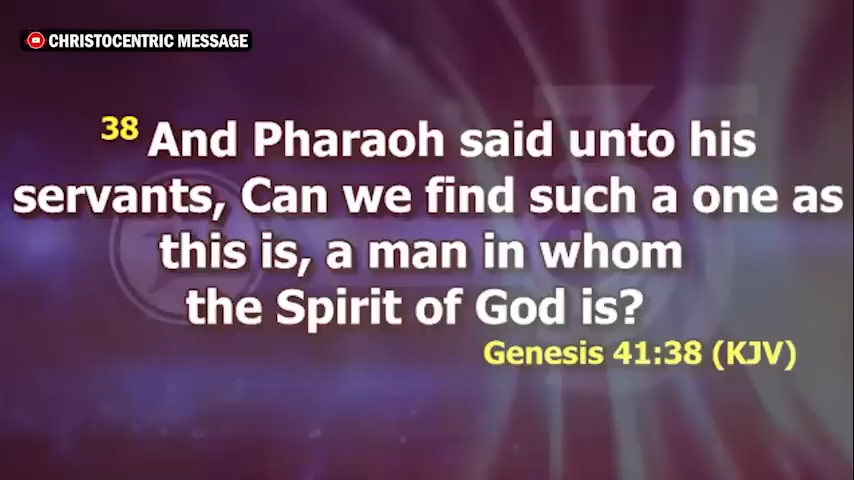 CHRISTOCENTRIC MESSAGE
38 And Pharaoh said unto his
servants, Can we find such a one as
this is, a man in whom
the Spirit of God is?
Genesis 41:38 (KJV)